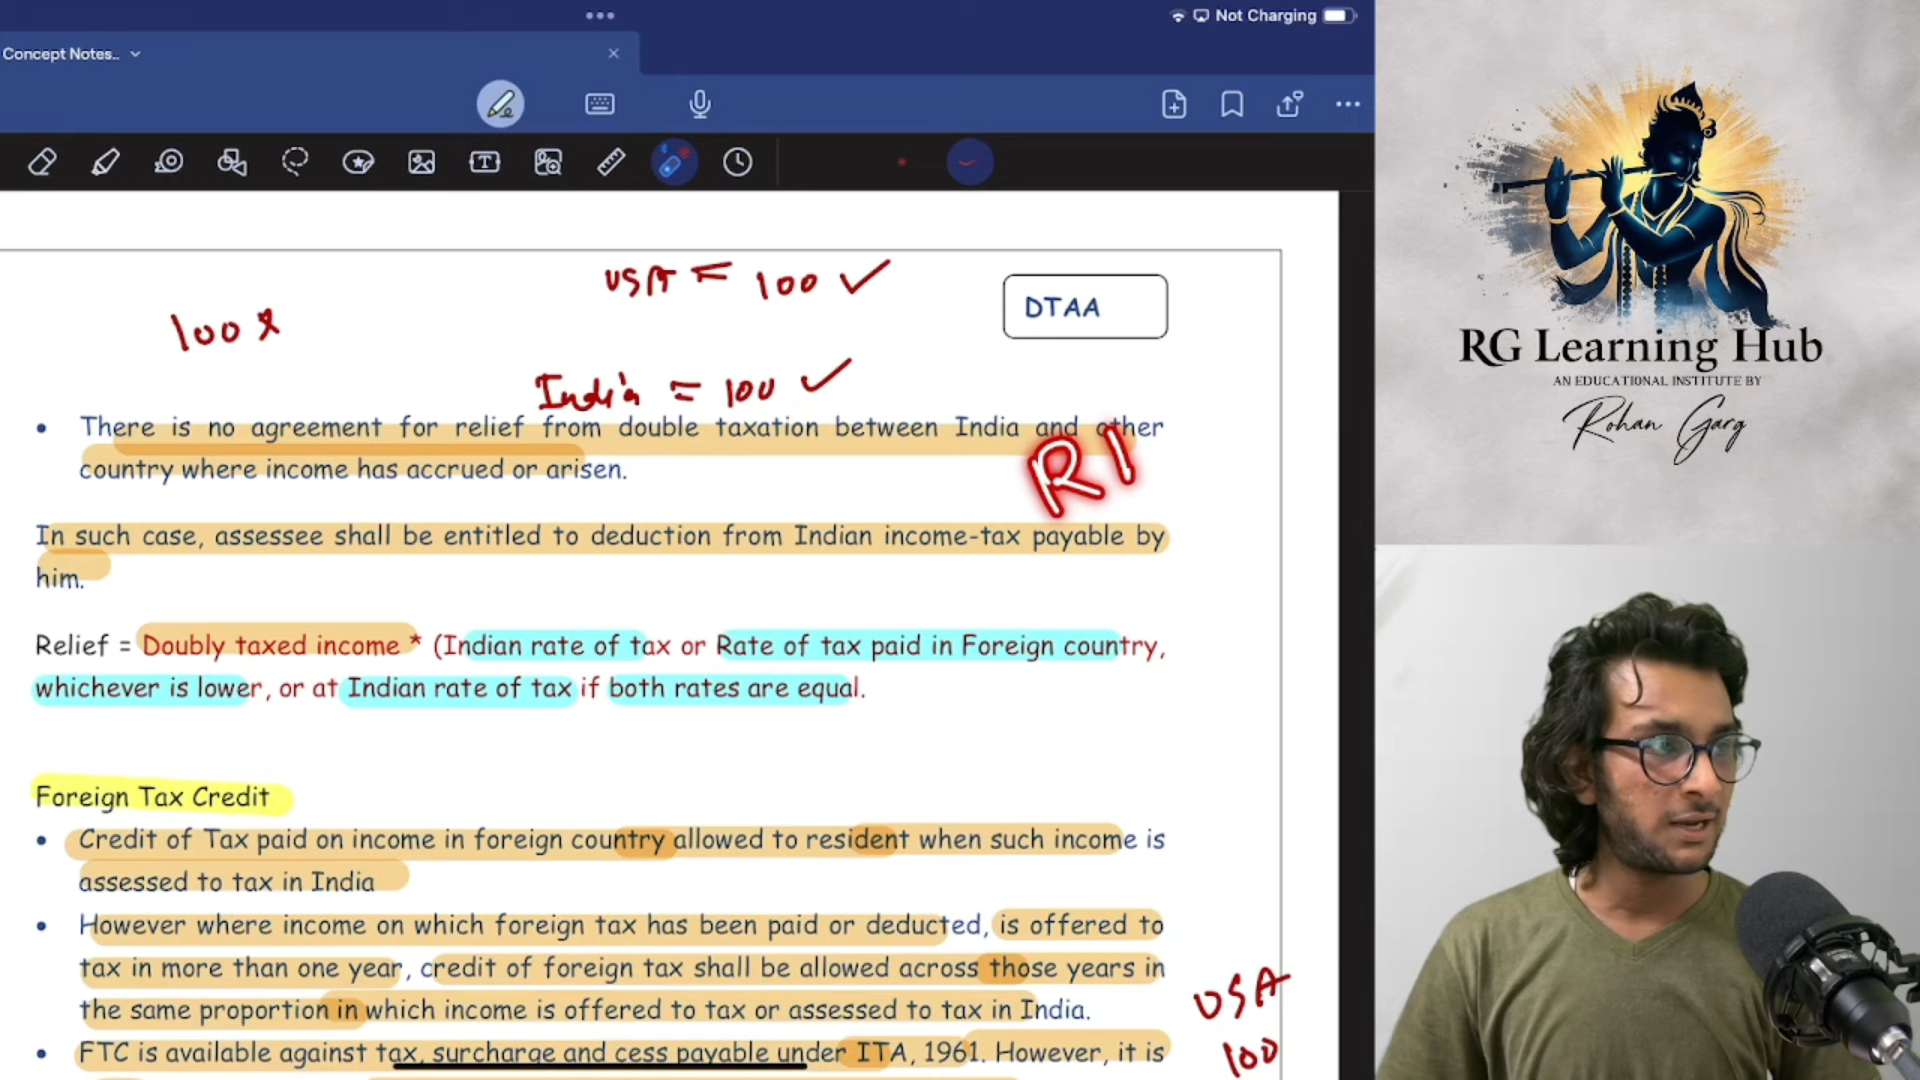 Not Charging
Concept Notes..
USA = 100 ✓
DTAA
100 x
India = 100 ✓
• There is no agreement for relief from double taxation between India and other
country where income has accrued or arisen.
RI
In such case, assessee shall be entitled to deduction from Indian income-tax payable by
him.
Relief = Doubly taxed income * (Indian rate of tax or Rate of tax paid in Foreign country,
whichever is lower, or at Indian rate of tax if both rates are equal.
Foreign Tax Credit
• Credit of Tax paid on income in foreign country allowed to resident when such income is
assessed to tax in India
• However where income on which foreign tax has been paid or deducted, is offered to
tax in more than one year, credit of foreign tax shall be allowed across those years in
the same proportion in which income is offered to tax or assessed to tax in India.
• FTC is available against tax, surcharge and cess payable under ITA, 1961. However, it is
USA
100
RG Learning Hub
AN EDUCATIONAL INSTITUTE BY
Rohan Garg